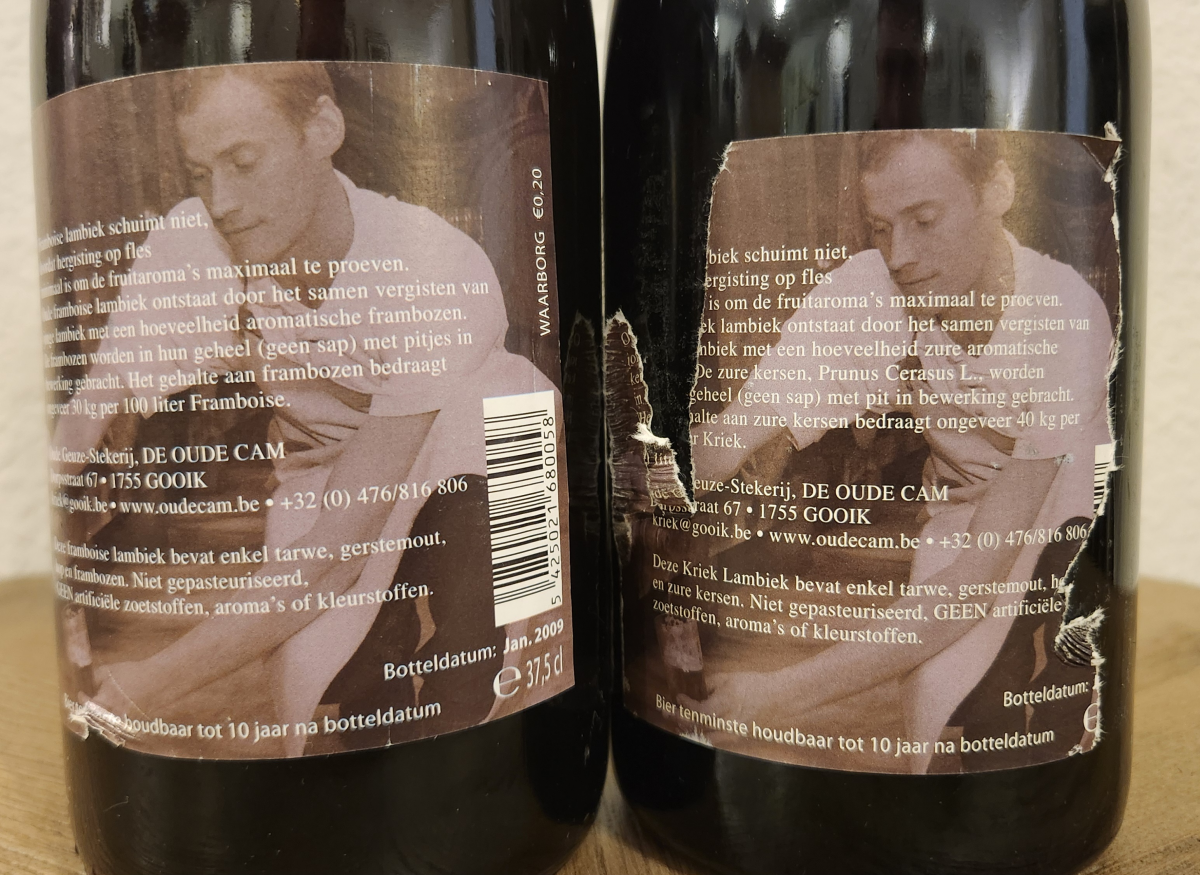 lambiek schuimt niet,
hergisting op fles
is om de fruitaroma's maximaal te proeven.
framboise lambiek ontstaat door het samen vergisten van
lambiek met een hoeveelheid aromatische frambozen.
frambozen worden in hun geheel (geen sap) met pitjes in
gebracht. Het gehalte aan frambozen bedraagt
30 kg per 100 liter Framboise.
Geuze-Stekerij, DE OUDE CAM
67 • 1755 GOOIK
@gooik.be • www.oudecam.be • +32 (0) 476/816 806
framboise lambiek bevat enkel tarwe, gerstemout,
en frambozen. Niet gepasteuriseerd,
GEEN artificiële zoetstoffen, aroma's of kleurstoffen.
WAARBORG €0,20
5 425021 680058
Botteldatum: Jan. 2009
e 37,5 cl
houdbaar tot 10 jaar na botteldatum
biek schuimt niet,
ergisting op fles
is om de fruitaroma's maximaal te proeven.
ek lambiek ontstaat door het samen vergisten van
mbiek met een hoeveelheid zure aromatische
De zure kersen, Prunus Cerasus L., worden
geheel (geen sap) met pit in bewerking gebracht.
alte aan zure kersen bedraagt ongeveer 40 kg per
r Kriek.
euze-Stekerij, DE OUDE CAM
raat 67 • 1755 GOOIK
kriek@gooik.be • www.oudecam.be • +32 (0) 476/816 806
Deze Kriek Lambiek bevat enkel tarwe, gerstemout, h
en zure kersen. Niet gepasteuriseerd, GEEN artificiële
zoetstoffen, aroma's of kleurstoffen.
Botteldatum:
e
Bier tenminste houdbaar tot 10 jaar na botteldatum